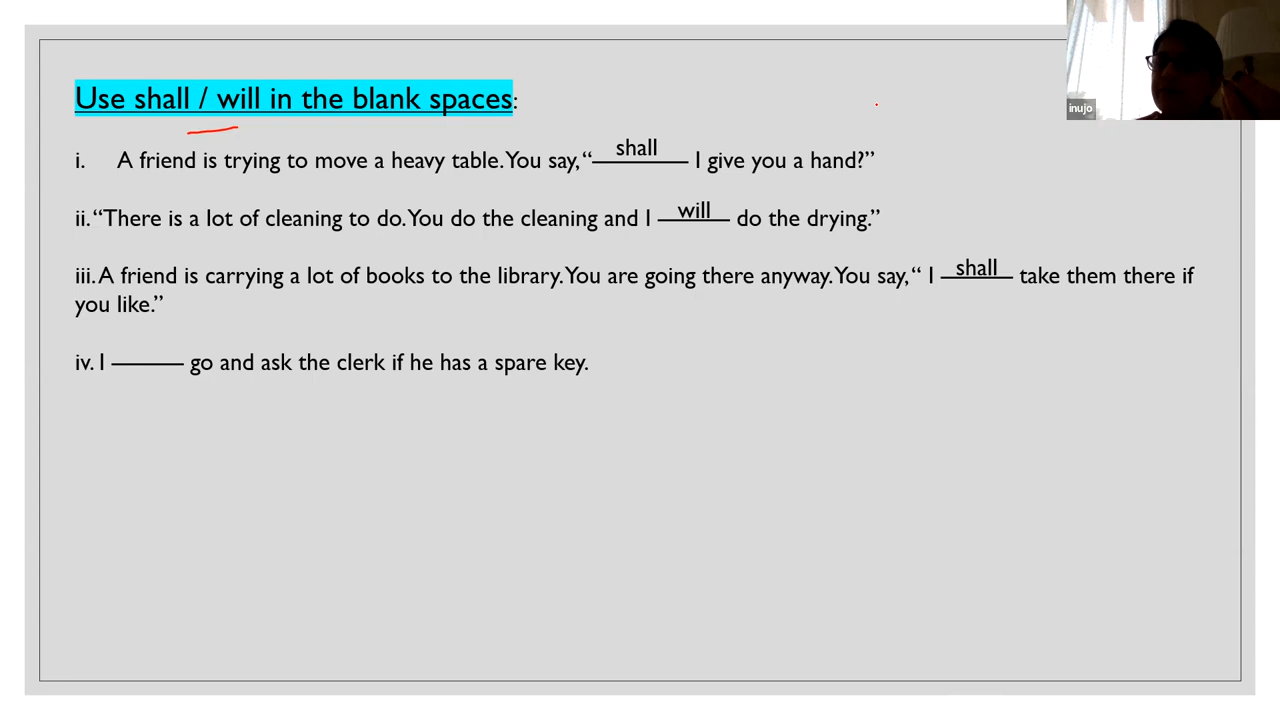 Use shall / will in the blank spaces:
inujo
i. A friend is trying to move a heavy table. You say, “ shall I give you a hand?”
ii. “There is a lot of cleaning to do. You do the cleaning and I will do the drying.”
iii. A friend is carrying a lot of books to the library. You are going there anyway. You say, “ I shall take them there if
you like.”
iv. I ______ go and ask the clerk if he has a spare key.